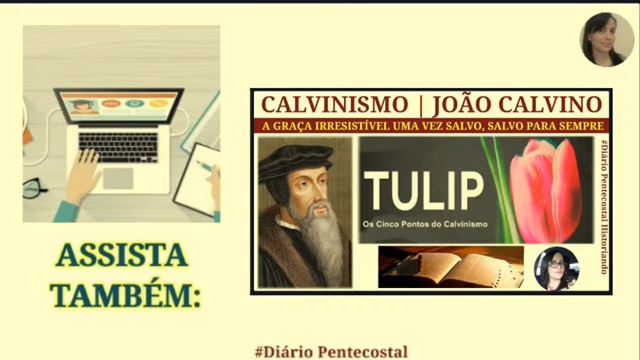 ASSISTA
TAMBÉM:
CALVINISMO | JOÃO CALVINO
A GRAÇA IRRESISTÍVEL UMA VEZ SALVO, SALVO PARA SEMPRE
TULIP
Os Cinco Pontos do Calvinismo
#Diário Pentecostal Historiando
#Diário Pentecostal